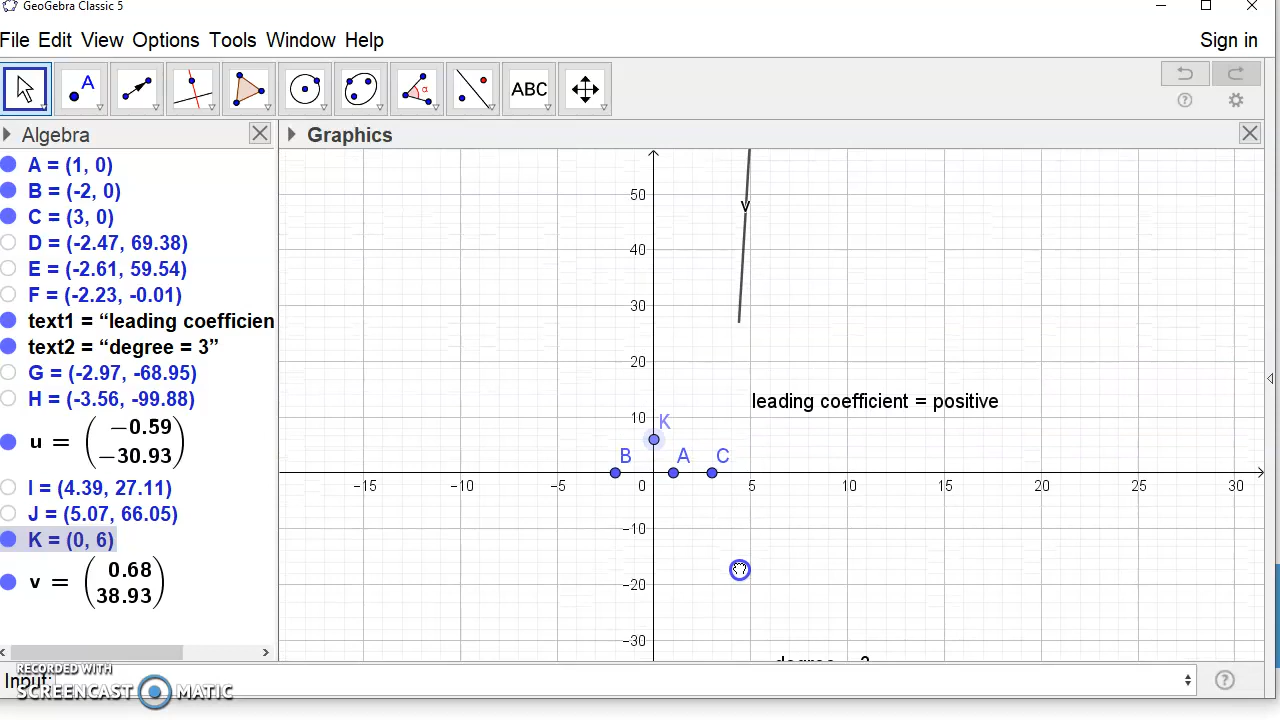 GeoGebra Classic 5
File Edit View Options Tools Window Help
Sign in
A
α
ABC
Algebra
Graphics
A = (1, 0)
B = (-2, 0)
C = (3, 0)
D = (-2.47, 69.38)
E = (-2.61, 59.54)
F = (-2.23, -0.01)
text1 = “leading coefficien
text2 = “degree = 3”
G = (-2.97, -68.95)
H = (-3.56, -99.88)
u = (−0.59
−30.93)
I = (4.39, 27.11)
J = (5.07, 66.05)
K = (0, 6)
v = (0.68
38.93)
50
v
40
30
20
leading coefficient = positive
10
K
B A C
−15 −10 −5 0 5 10 15 20 25 30
−10
−20
−30
degree = 3
Input:
RECORDED WITH
SCREENCAST MATIC